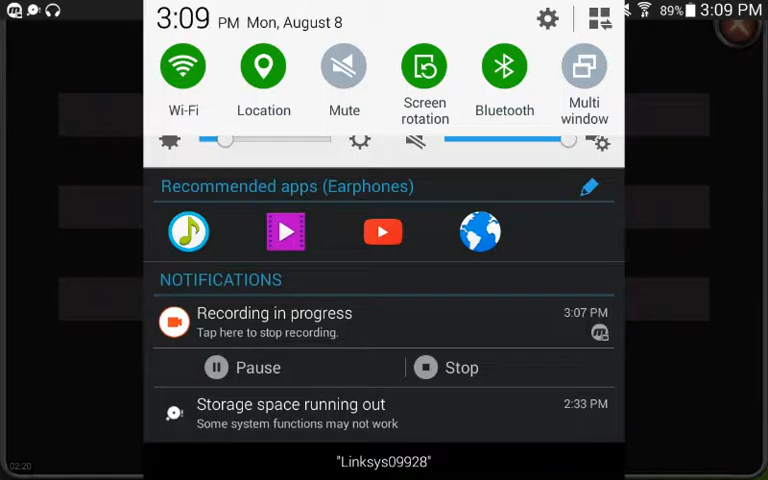 89% 3:09 PM
3:09 PM Mon, August 8
Wi-Fi
Location
Mute
Screen rotation
Bluetooth
Multi window
Recommended apps (Earphones)
NOTIFICATIONS
Recording in progress 3:07 PM
Tap here to stop recording.
Pause Stop
Storage space running out 2:33 PM
Some system functions may not work
"Linksys09928"
02:20